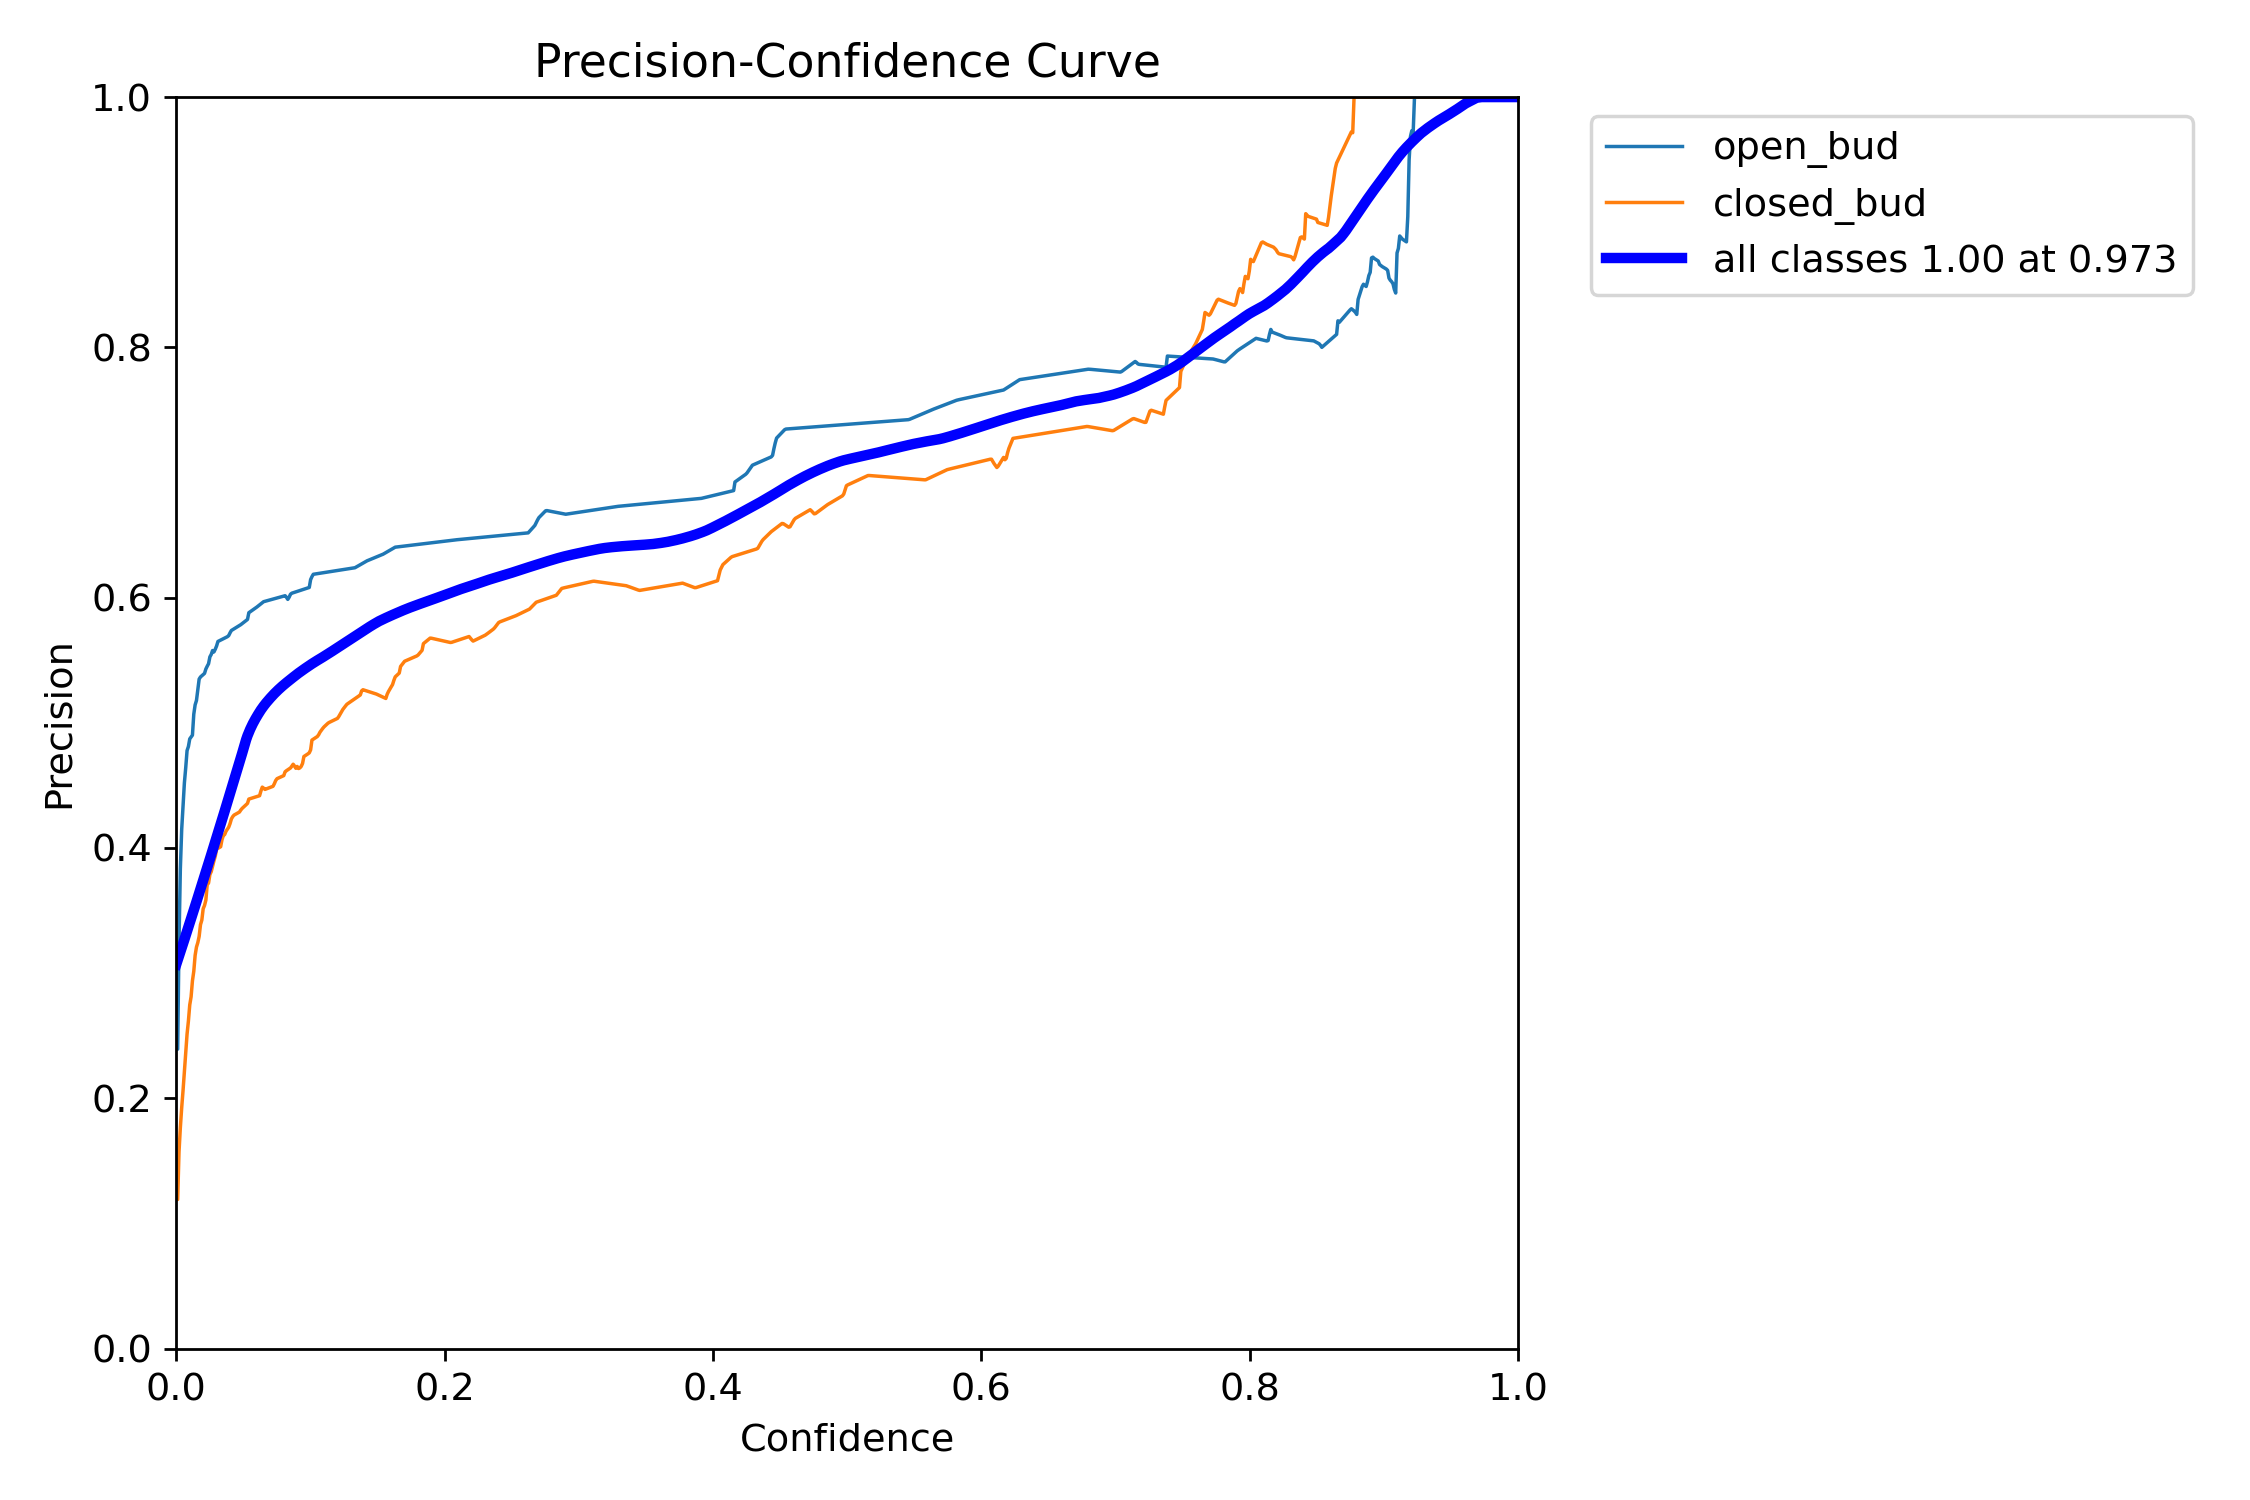 Precision-Confidence Curve
1.0
0.8
0.6
0.4
0.2
0.0
Precision
0.0 0.2 0.4 0.6 0.8 1.0
Confidence
open_bud
closed_bud
all classes 1.00 at 0.973